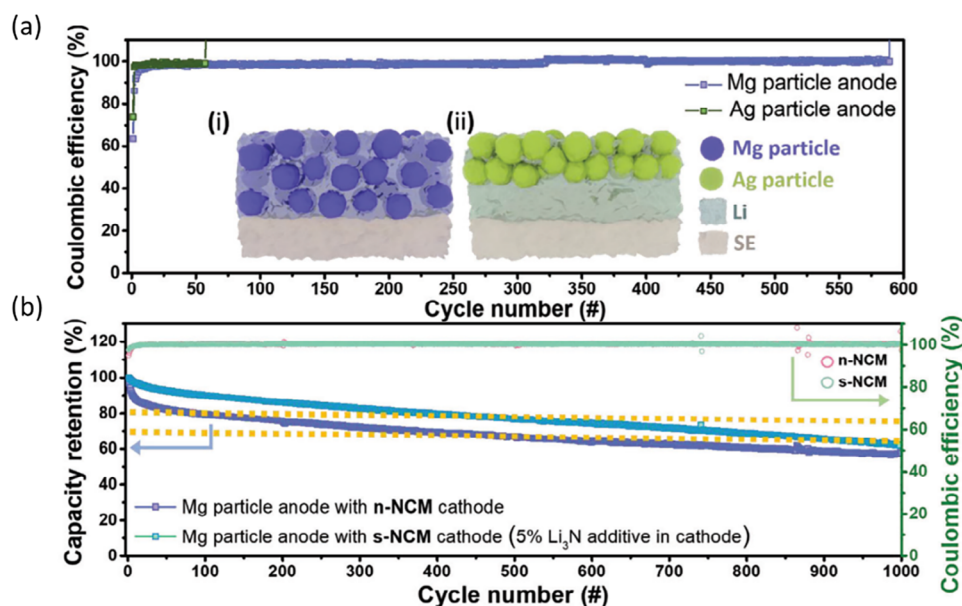 (a)
Coulombic efficiency (%)
120
100
80
60
40
20
0
Mg particle anode
Ag particle anode
(i)
(ii)
Mg particle
Ag particle
Li
SE
0 50 100 150 200 250 300 350 400 450 500 550 600
Cycle number (#)
(b)
Capacity retention (%)
120
100
80
60
40
20
0
n-NCM
s-NCM
Mg particle anode with n-NCM cathode
Mg particle anode with s-NCM cathode (5% Li₃N additive in cathode)
100
80
60
40
20
0
Coulombic efficiency (%)
0 100 200 300 400 500 600 700 800 900 1000
Cycle number (#)